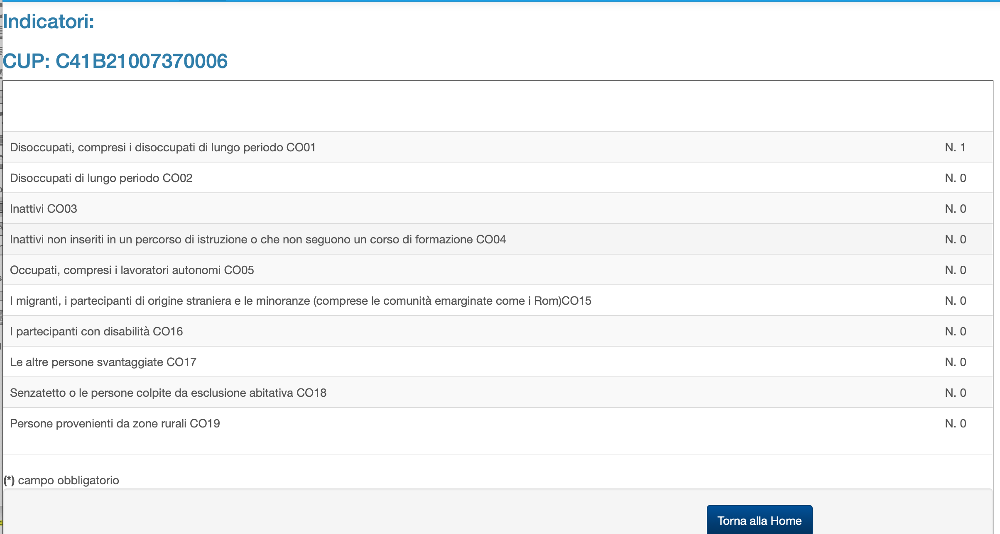 Indicatori:
CUP: C41B21007370006
Disoccupati, compresi i disoccupati di lungo periodo CO01 N. 1
Disoccupati di lungo periodo CO02 N. 0
Inattivi CO03 N. 0
Inattivi non inseriti in un percorso di istruzione o che non seguono un corso di formazione CO04 N. 0
Occupati, compresi i lavoratori autonomi CO05 N. 0
I migranti, i partecipanti di origine straniera e le minoranze (comprese le comunità emarginate come i Rom)CO15 N. 0
I partecipanti con disabilità CO16 N. 0
Le altre persone svantaggiate CO17 N. 0
Senzatetto o le persone colpite da esclusione abitativa CO18 N. 0
Persone provenienti da zone rurali CO19 N. 0
(*) campo obbligatorio
Torna alla Home